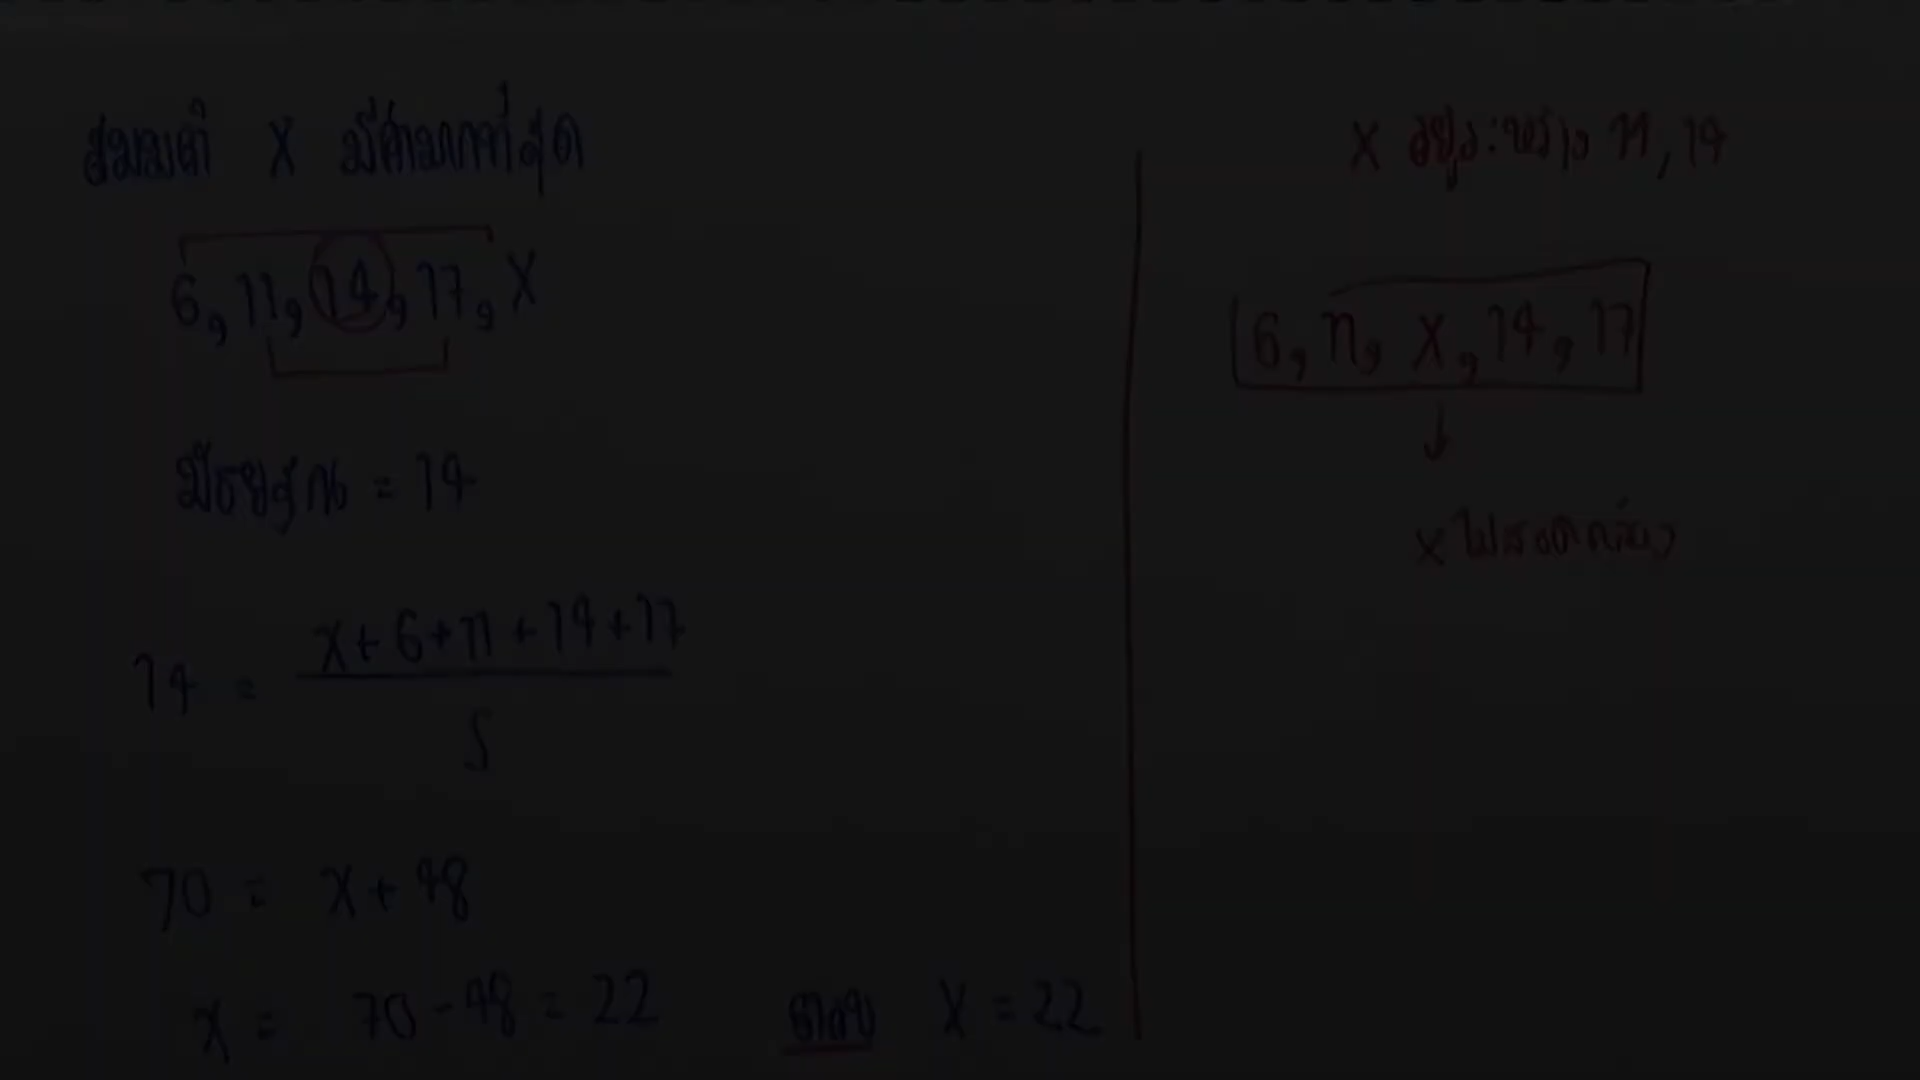 สมมติ X มีค่ามากที่สุด
6, 11, 14, 17, X
มัธยฐาน = 14
14 = x + 6 + 11 + 14 + 17
5
70 = x + 48
x = 70 - 48 = 22
ตอบ X = 22
X อยู่ระหว่าง 11, 14
6, 11, X, 14, 17
↓
x ไม่สอดคล้อง